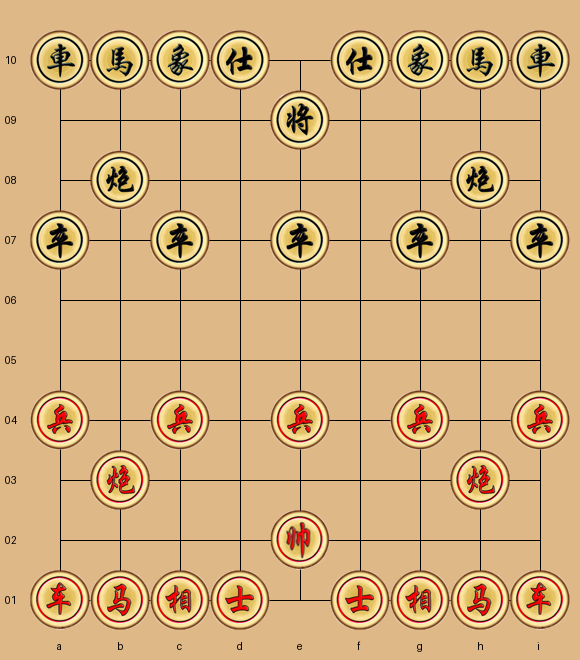 10 車 馬 象 仕 仕 象 馬 車
09 将
08 炮 炮
07 卒 卒 卒 卒 卒
06
05
04 兵 兵 兵 兵 兵
03 炮 炮
02 帅
01 车 马 相 士 士 相 马 车
a b c d e f g h i